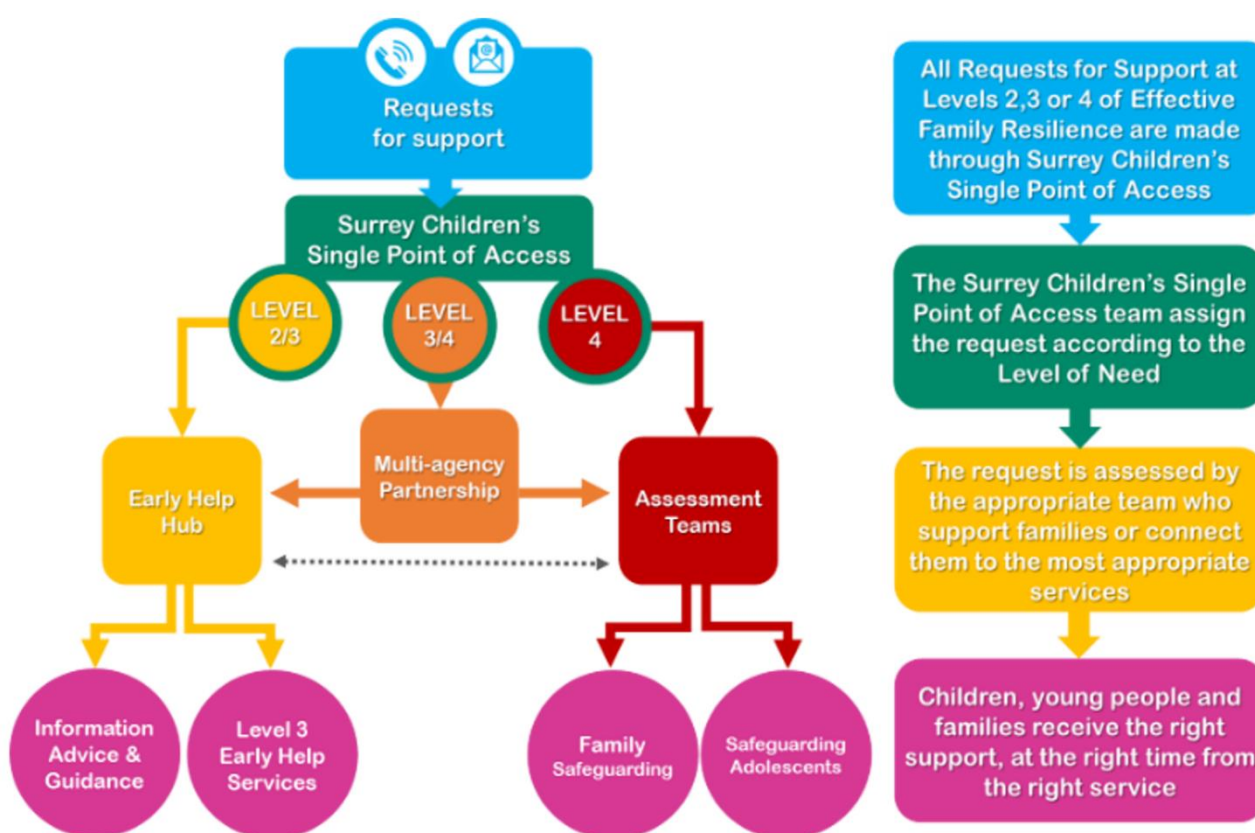 Requests
for support
Surrey Children's
Single Point of Access
LEVEL
2/3
LEVEL
3/4
LEVEL
4
Early Help
Hub
Multi-agency
Partnership
Assessment
Teams
Information
Advice &
Guidance
Level 3
Early Help
Services
Family
Safeguarding
Safeguarding
Adolescents
All Requests for Support at
Levels 2,3 or 4 of Effective
Family Resilience are made
through Surrey Children's
Single Point of Access
The Surrey Children's Single
Point of Access team assign
the request according to the
Level of Need
The request is assessed by
the appropriate team who
support families or connect
them to the most appropriate
services
Children, young people and
families receive the right
support, at the right time from
the right service